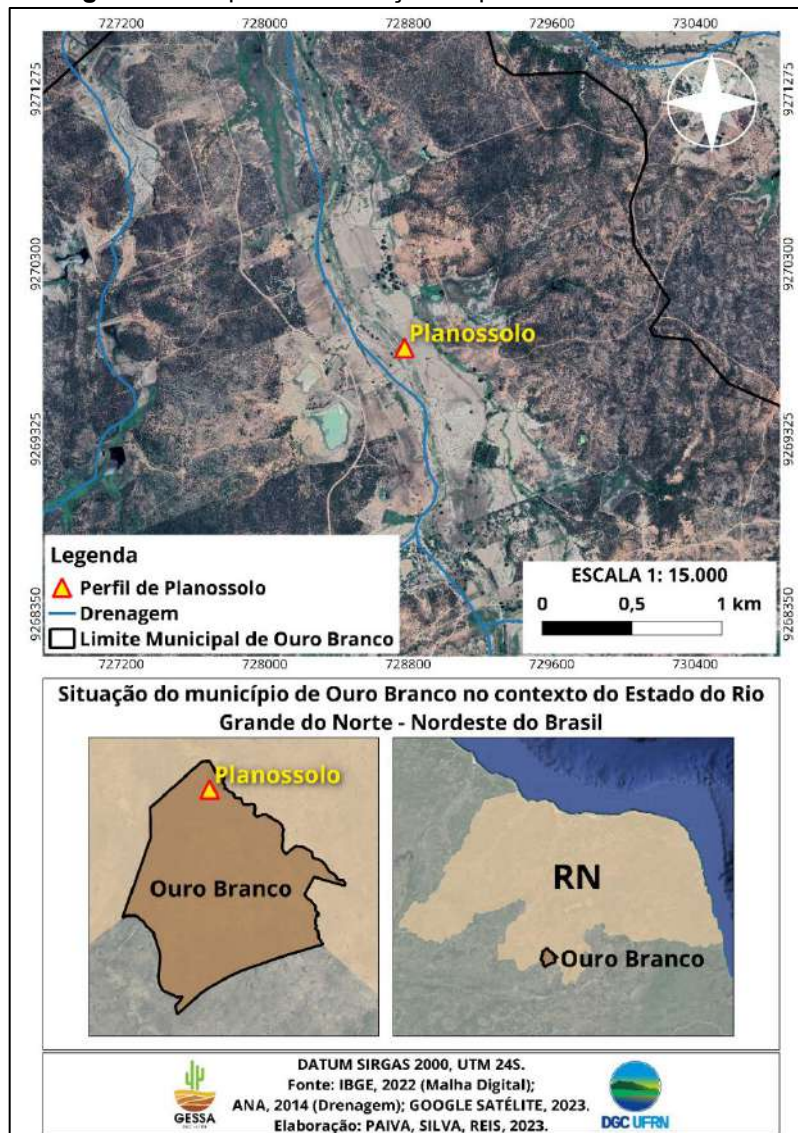 727200 728000 728800 729600 730400
9271275 9271275
9270300 9270300
Planossolo
9269325 9269325
9268350 9268350
Legenda
Perfil de Planossolo
Drenagem
Limite Municipal de Ouro Branco
ESCALA 1: 15.000
0 0,5 1 km
727200 728000 728800 729600 730400
Situação do município de Ouro Branco no contexto do Estado do Rio
Grande do Norte - Nordeste do Brasil
Planossolo
Ouro Branco
RN
Ouro Branco
GESSA
DATUM SIRGAS 2000, UTM 24S.
Fonte: IBGE, 2022 (Malha Digital);
ANA, 2014 (Drenagem); GOOGLE SATÉLITE, 2023.
Elaboração: PAIVA, SILVA, REIS, 2023.
DGC UFRN